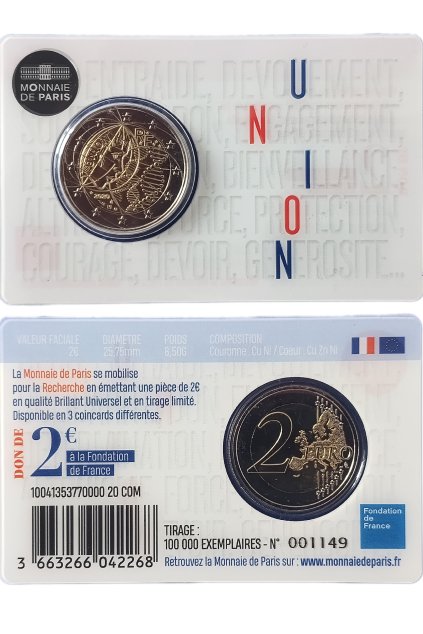 MONNAIE
DE PARIS
ENTRAIDE, DEVOUEMENT,
ENGAGEMENT,
BIENVEILLANCE,
FORCE, PROTECTION,
COURAGE, DEVOIR, GENEROSITE...
U
N
I
O
N
2020
VALEUR FACIALE DIAMÈTRE POIDS COMPOSITION
2€ 25,75mm 8,50G Couronne : Cu Ni / Coeur : Cu Zn Ni
La Monnaie de Paris se mobilise
pour la Recherche en émettant une pièce de 2€
en qualité Brillant Universel et en tirage limité.
Disponible en 3 coincards différentes.
DON DE
2€
à la Fondation
de France
10041353770000 20 COM
3 663266 042268
2 EURO
Fondation
de
France
TIRAGE :
100 000 EXEMPLAIRES - N° 001149
Retrouvez la Monnaie de Paris sur : www.monnaiedeparis.fr